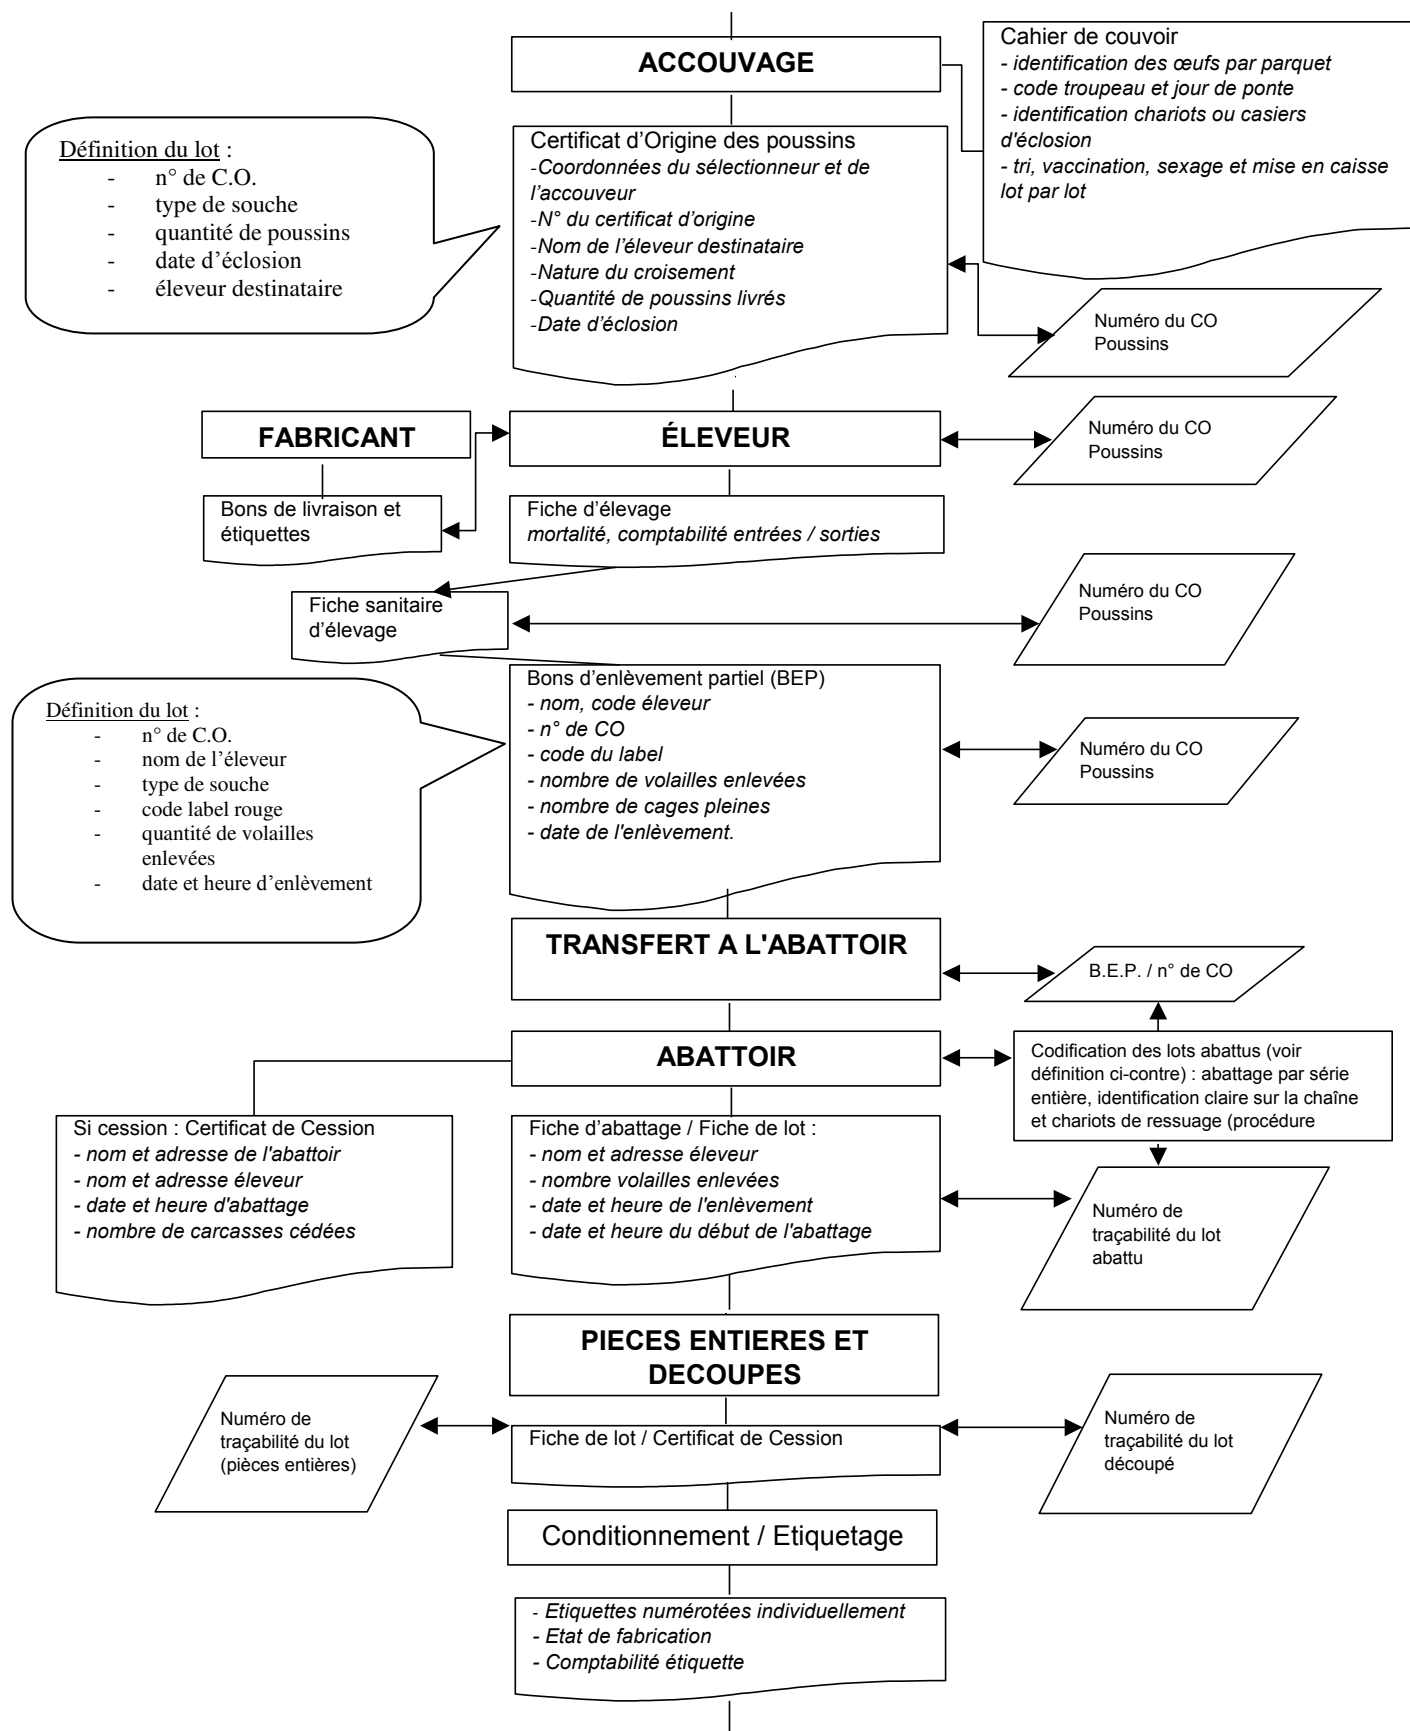 ACCOUVAGE
Cahier de couvoir
- identification des œufs par parquet
- code troupeau et jour de ponte
- identification chariots ou casiers
d'éclosion
- tri, vaccination, sexage et mise en caisse
lot par lot
Définition du lot :
- n° de C.O.
- type de souche
- quantité de poussins
- date d’éclosion
- éleveur destinataire
Certificat d’Origine des poussins
-Coordonnées du sélectionneur et de
l’accouveur
-N° du certificat d’origine
-Nom de l’éleveur destinataire
-Nature du croisement
-Quantité de poussins livrés
-Date d’éclosion
Numéro du CO
Poussins
FABRICANT
ÉLEVEUR
Numéro du CO
Poussins
Bons de livraison et
étiquettes
Fiche d’élevage
mortalité, comptabilité entrées / sorties
Fiche sanitaire
d’élevage
Numéro du CO
Poussins
Définition du lot :
- n° de C.O.
- nom de l’éleveur
- type de souche
- code label rouge
- quantité de volailles
enlevées
- date et heure d’enlèvement
Bons d’enlèvement partiel (BEP)
- nom, code éleveur
- n° de CO
- code du label
- nombre de volailles enlevées
- nombre de cages pleines
- date de l'enlèvement.
Numéro du CO
Poussins
TRANSFERT A L'ABATTOIR
B.E.P. / n° de CO
ABATTOIR
Codification des lots abattus (voir
définition ci-contre) : abattage par série
entière, identification claire sur la chaîne
et chariots de ressuage (procédure
Si cession : Certificat de Cession
- nom et adresse de l'abattoir
- nom et adresse éleveur
- date et heure d'abattage
- nombre de carcasses cédées
Fiche d’abattage / Fiche de lot :
- nom et adresse éleveur
- nombre volailles enlevées
- date et heure de l'enlèvement
- date et heure du début de l'abattage
Numéro de
traçabilité du lot
abattu
PIECES ENTIERES ET
DECOUPES
Numéro de
traçabilité du lot
(pièces entières)
Fiche de lot / Certificat de Cession
Numéro de
traçabilité du lot
découpé
Conditionnement / Etiquetage
- Etiquettes numérotées individuellement
- Etat de fabrication
- Comptabilité étiquette